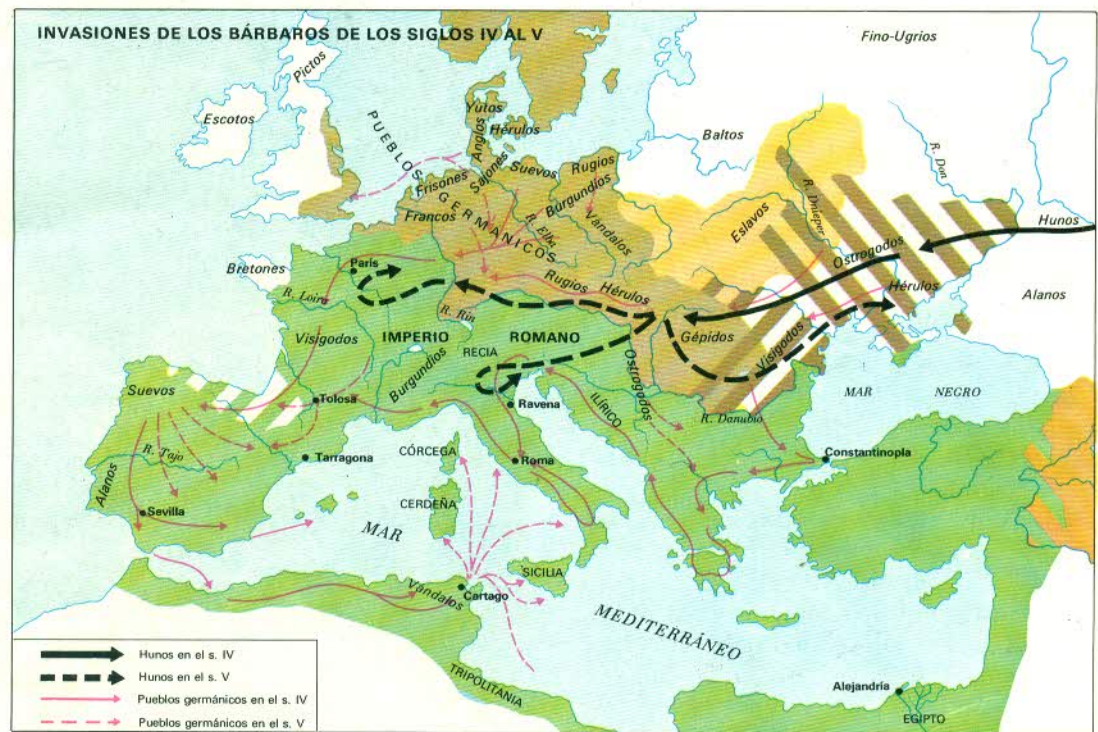 INVASIONES DE LOS BÁRBAROS DE LOS SIGLOS IV AL V
Fino-Ugrios
Pictos
Escotos
Yutos
Hérulos
Anglos
Baltos
PUEBLOS GERMANICOS
Sajones
Suevos
Rugios
Frisones
Burgundios
Vándalos
Francos
R. Elba
Eslavos
R. Dnieper
R. Don
Hunos
Ostrogodos
Bretones
París
R. Loira
R. Rin
Rugios
Hérulos
Hérulos
Alanos
Visigodos
IMPERIO
ROMANO
Gépidos
Visigodos
RECIA
Burgundios
Ostrogodos
Suevos
Tolosa
Ravena
ILÍRICO
R. Danubio
MAR
NEGRO
R. Tajo
Tarragona
CÓRCEGA
Roma
Constantinopla
Alanos
Sevilla
CERDEÑA
MAR
SICILIA
Vándalos
Cartago
MEDITERRÁNEO
TRIPOLITANIA
Alejandría
EGIPTO
Hunos en el s. IV
Hunos en el s. V
Pueblos germánicos en el s. IV
Pueblos germánicos en el s. V